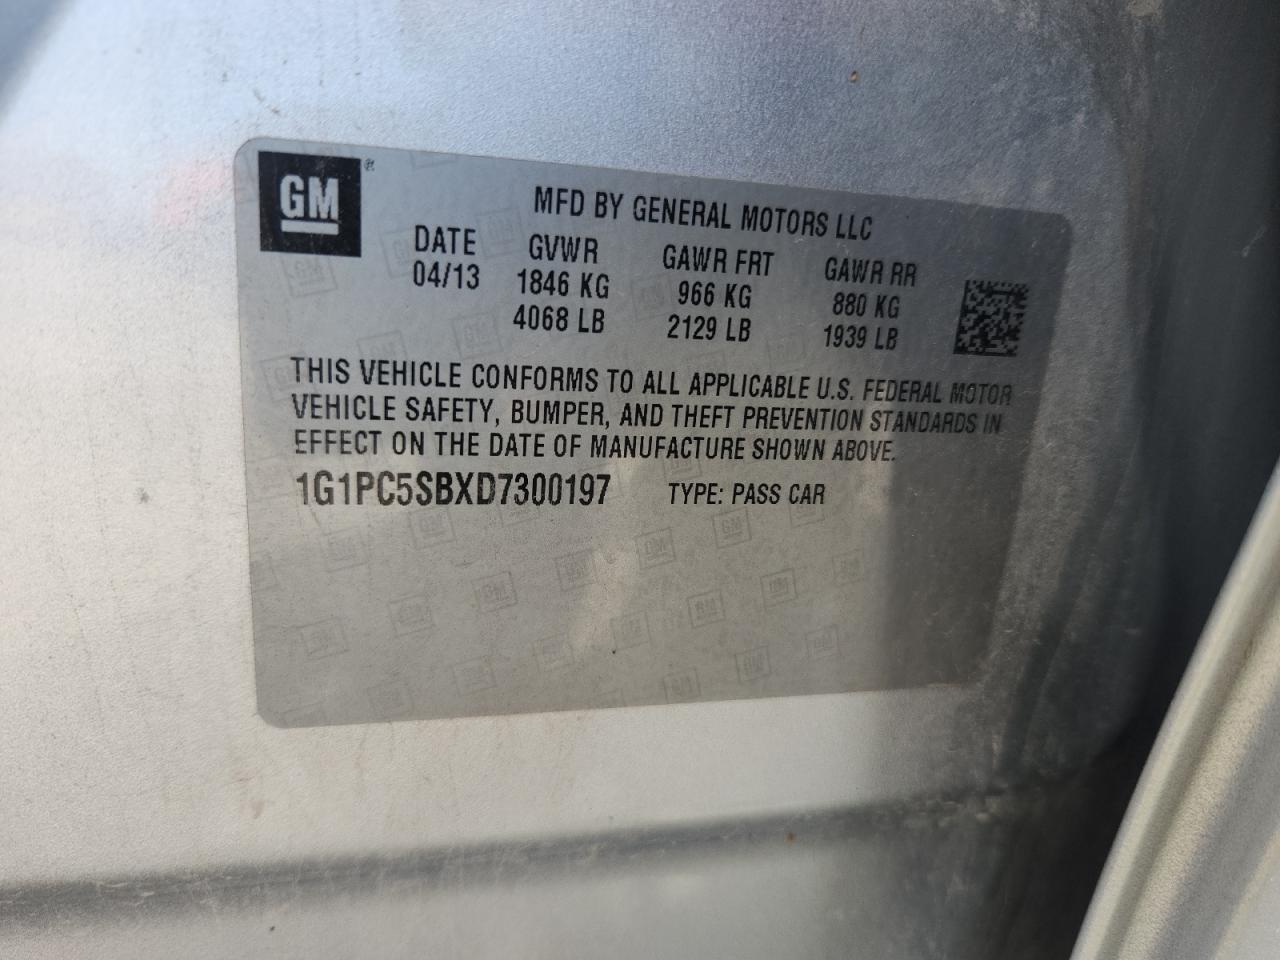 GM®
MFD BY GENERAL MOTORS LLC
DATE GVWR GAWR FRT GAWR RR
04/13 1846 KG 966 KG 880 KG
4068 LB 2129 LB 1939 LB
THIS VEHICLE CONFORMS TO ALL APPLICABLE U.S. FEDERAL MOTOR
VEHICLE SAFETY, BUMPER, AND THEFT PREVENTION STANDARDS IN
EFFECT ON THE DATE OF MANUFACTURE SHOWN ABOVE.
1G1PC5SBXD7300197 TYPE: PASS CAR